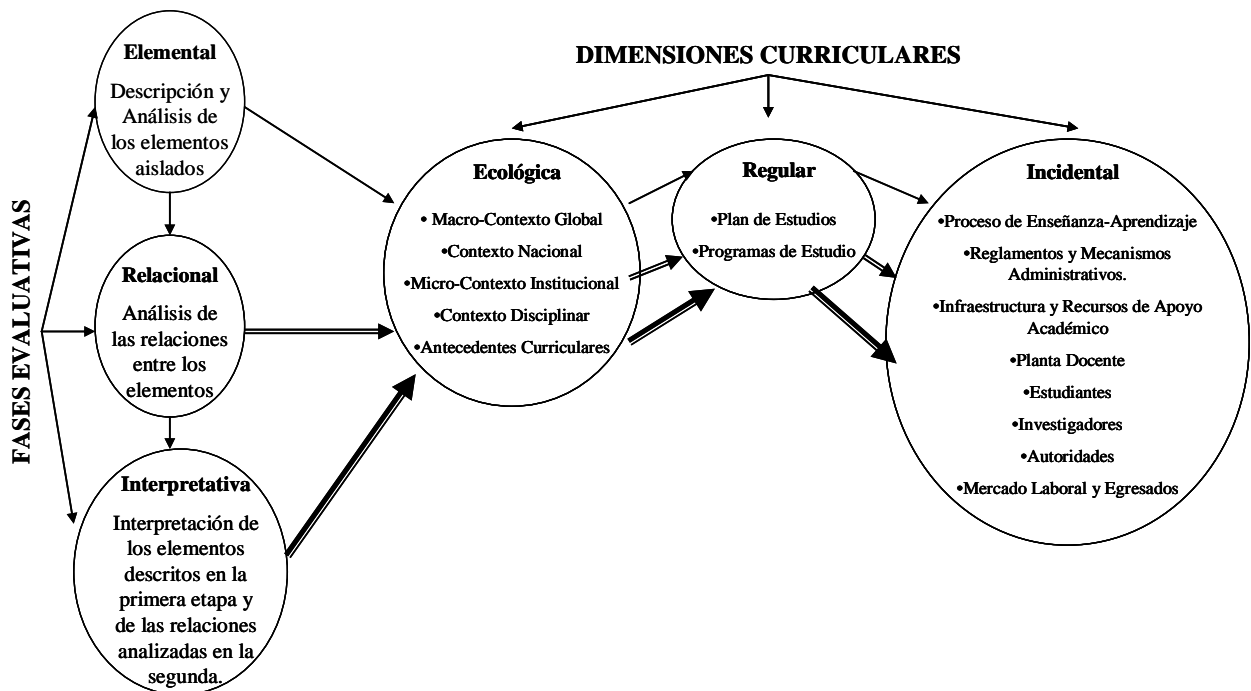 FASES EVALUATIVAS
Elemental
Descripción y
Análisis de
los elementos
aislados
Relacional
Análisis de
las relaciones
entre los
elementos
Interpretativa
Interpretación de
los elementos
descritos en la
primera etapa y
de las relaciones
analizadas en la
segunda.
DIMENSIONES CURRICULARES
Ecológica
• Macro-Contexto Global
•Contexto Nacional
•Micro-Contexto Institucional
•Contexto Disciplinar
•Antecedentes Curriculares
Regular
•Plan de Estudios
•Programas de Estudio
Incidental
•Proceso de Enseñanza-Aprendizaje
•Reglamentos y Mecanismos
Administrativos.
•Infraestructura y Recursos de Apoyo
Académico
•Planta Docente
•Estudiantes
•Investigadores
•Autoridades
•Mercado Laboral y Egresados